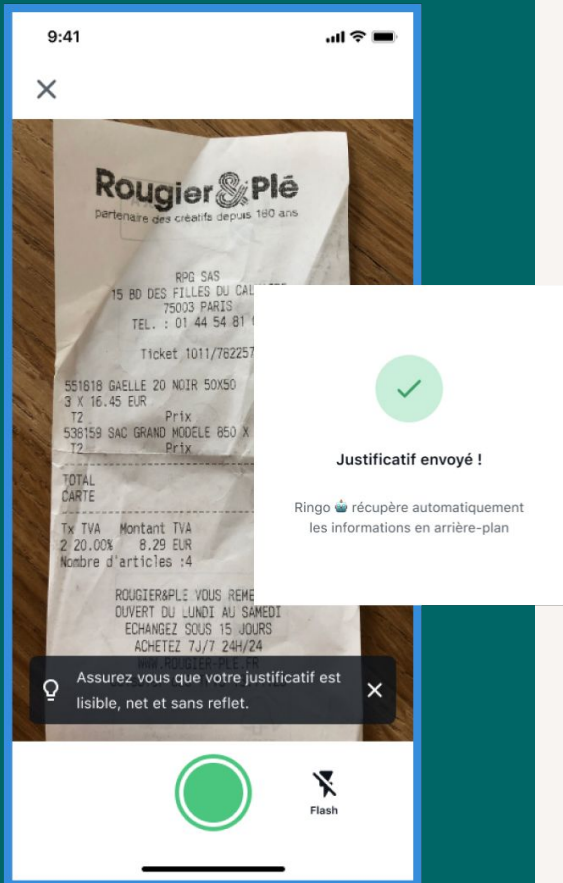 9:41
Rougier&Plé
partenaire des créatifs depuis 160 ans
RPG SAS
15 BD DES FILLES DU
75003 PARIS
TEL. : 01 44 54 81
Ticket 1011/762257
551818 GAELLE 20 NOIR 50X50
3 X 16.45 EUR
T2 Prix
538159 SAC GRAND MODELE 850 X
T2 Prix
TOTAL
CARTE
Tx TVA Montant TVA
2 20.00% 8.29 EUR
Nombre d'articles :4
ROUGIER&PLE VOUS
OUVERT DU LUNDI AU SAMEDI
ECHANGEZ SOUS 15 JOURS
ACHETEZ 7J/7 24H/24
WWW.ROUGIER-PLE.FR
Assurez vous que votre justificatif est
lisible, net et sans reflet.
Flash
Justificatif envoyé !
Ringo récupère automatiquement
les informations en arrière-plan